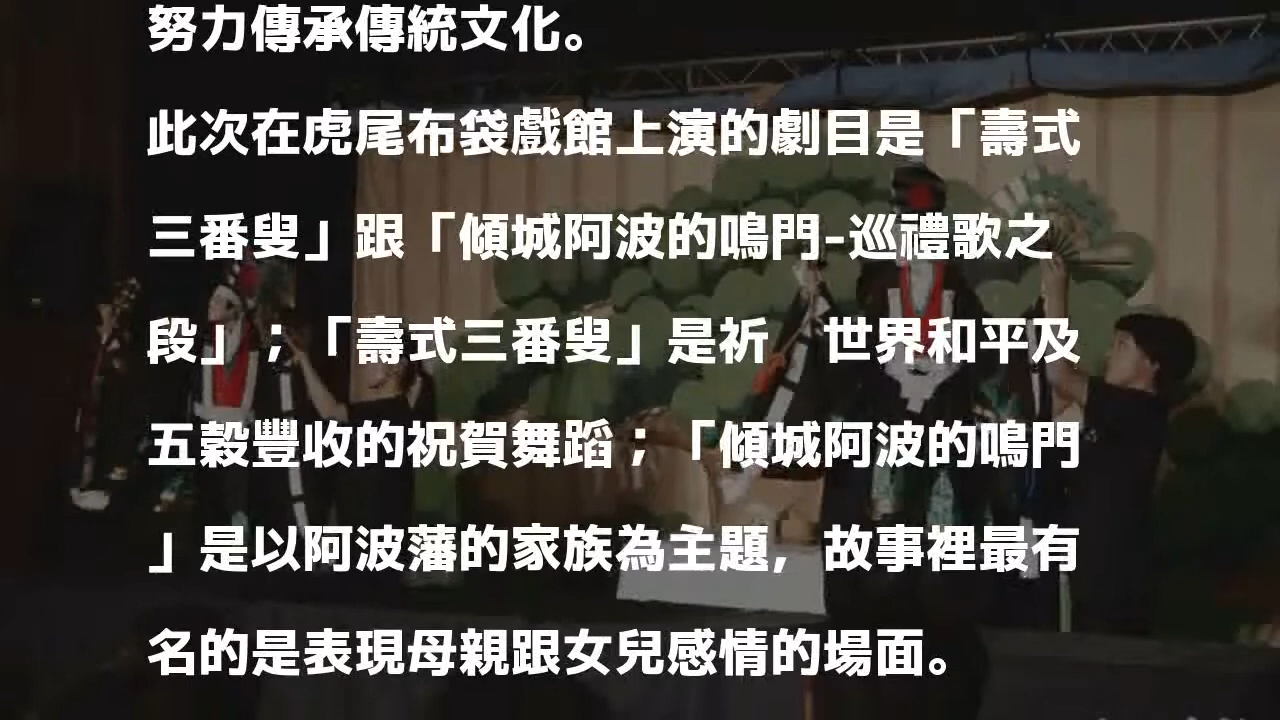 努力傳承傳統文化。
此次在虎尾布袋戲館上演的劇目是「壽式
三番叟」跟「傾城阿波的鳴門-巡禮歌之
段」；「壽式三番叟」是祈　世界和平及
五穀豐收的祝賀舞蹈；「傾城阿波的鳴門
」是以阿波藩的家族為主題，故事裡最有
名的是表現母親跟女兒感情的場面。